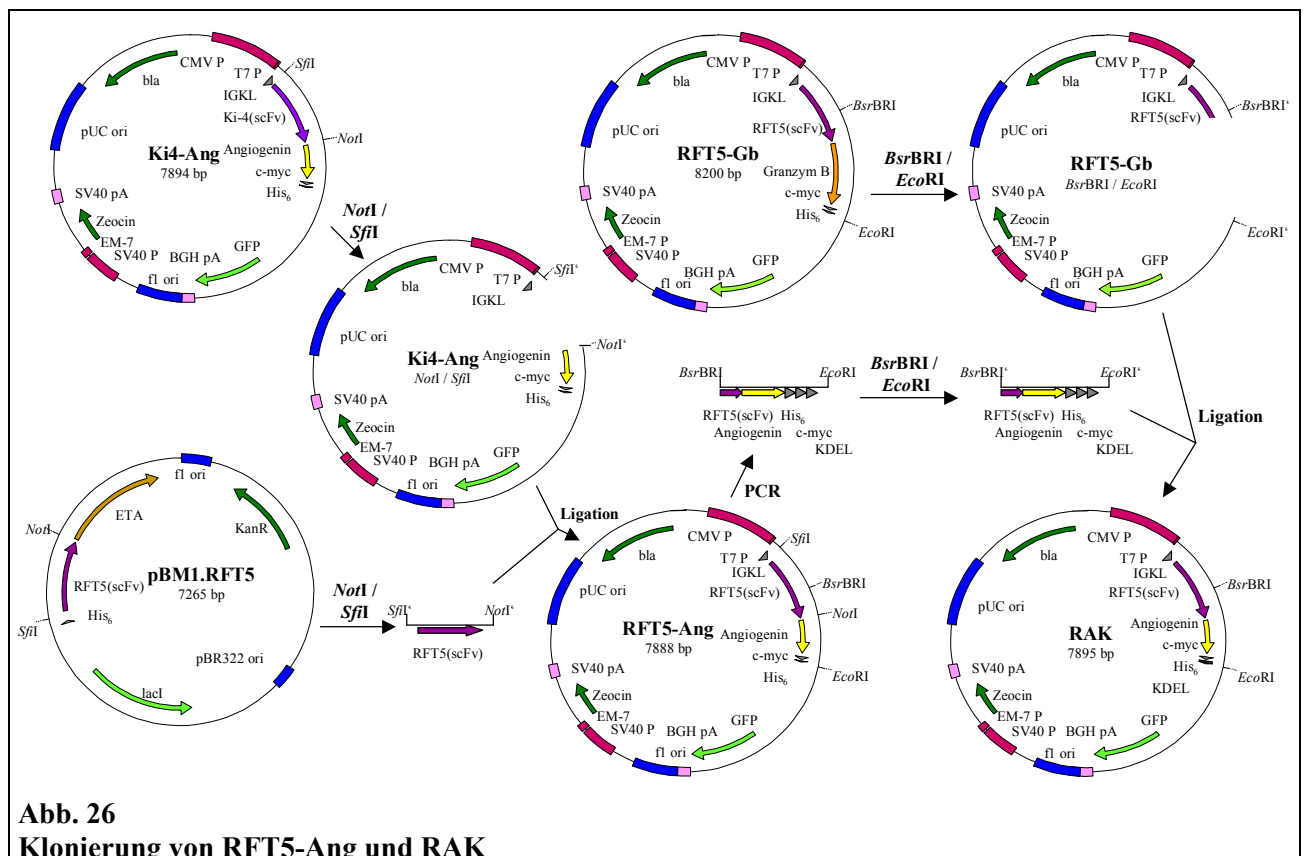 CMV P
bla
T7 P
SfiI
IGKL
Ki-4(scFv)
pUC ori
NotI
Ki4-Ang
7894 bp
Angiogenin
c-myc
His6
SV40 pA
Zeocin
EM-7 P
SV40 P
BGH pA
GFP
f1 ori
NotI /
SfiI
CMV P
bla
T7 P
IGKL
RFT5(scFv)
BsrBRI
pUC ori
RFT5-Gb
8200 bp
Granzym B
c-myc
His6
EcoRI
SV40 pA
Zeocin
EM-7 P
SV40 P
BGH pA
GFP
f1 ori
BsrBRI /
EcoRI
CMV P
bla
T7 P
IGKL
RFT5(scFv)
BsrBRI‘
pUC ori
RFT5-Gb
BsrBRI / EcoRI
EcoRI‘
SV40 pA
Zeocin
EM-7 P
SV40 P
BGH pA
GFP
f1 ori
CMV P
bla
T7 P
SfiI‘
IGKL
pUC ori
Ki4-Ang
NotI / SfiI
NotI‘
Angiogenin
c-myc
His6
SV40 pA
Zeocin
EM-7 P
SV40 P
BGH pA
GFP
f1 ori
BsrBRI
EcoRI
RFT5(scFv)
His6
Angiogenin
c-myc
KDEL
BsrBRI /
EcoRI
BsrBRI‘
EcoRI‘
RFT5(scFv)
His6
Angiogenin
c-myc
KDEL
Ligation
PCR
f1 ori
ETA
KanR
NotI
RFT5(scFv)
pBM1.RFT5
7265 bp
His6
SfiI
pBR322 ori
lacI
NotI /
SfiI
SfiI‘
NotI‘
RFT5(scFv)
Ligation
CMV P
bla
T7 P
SfiI
IGKL
RFT5(scFv)
BsrBRI
NotI
pUC ori
RFT5-Ang
7888 bp
Angiogenin
c-myc
His6
EcoRI
SV40 pA
Zeocin
EM-7 P
SV40 P
BGH pA
GFP
f1 ori
CMV P
bla
T7 P
IGKL
RFT5(scFv)
BsrBRI
pUC ori
RAK
7895 bp
Angiogenin
c-myc
His6
KDEL
EcoRI
SV40 pA
Zeocin
EM-7 P
SV40 P
BGH pA
GFP
f1 ori
Abb. 26
Klonierung von RFT5-Ang und RAK